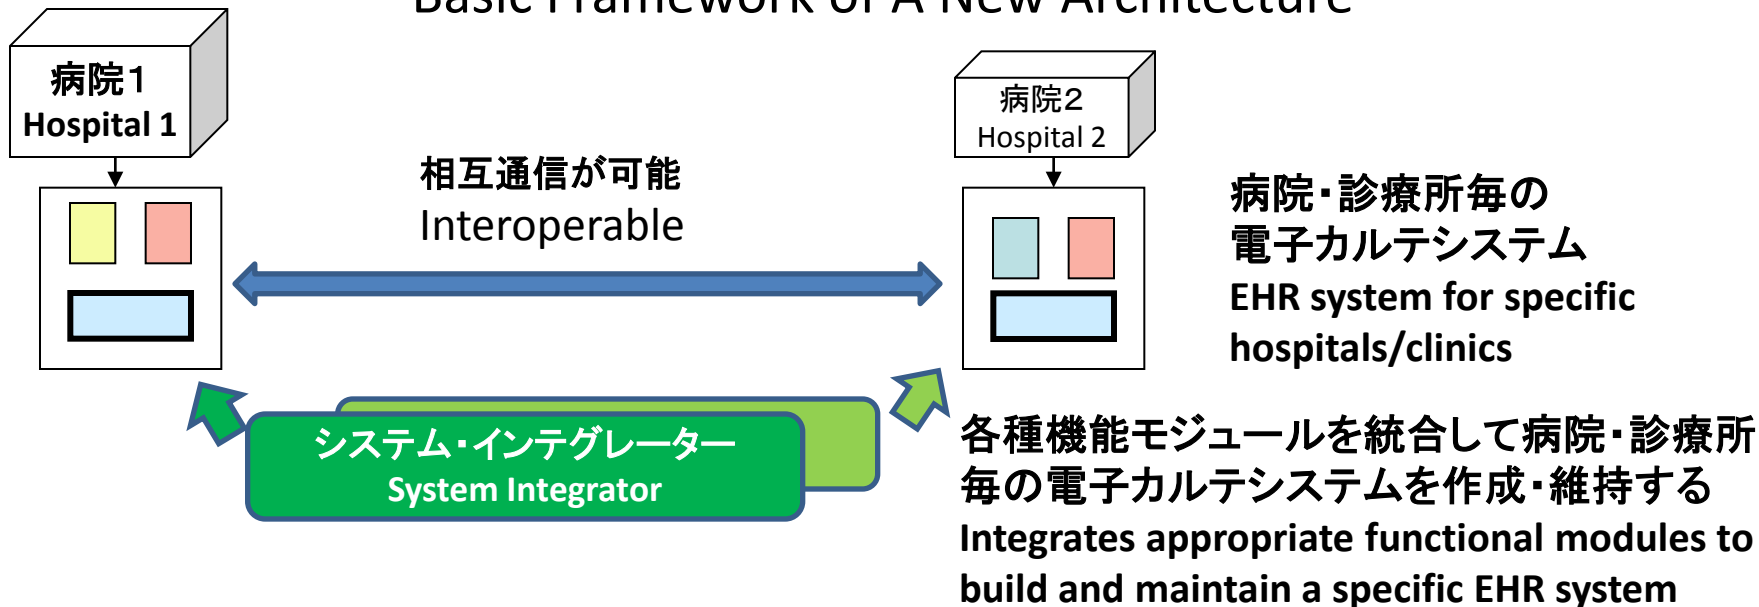 Basic Framework of A New Architecture
病院１
Hospital 1
病院２
Hospital 2
相互通信が可能
Interoperable
病院・診療所毎の
電子カルテシステム
EHR system for specific
hospitals/clinics
システム・インテグレーター
System Integrator
各種機能モジュールを統合して病院・診療所
毎の電子カルテシステムを作成・維持する
Integrates appropriate functional modules to
build and maintain a specific EHR system